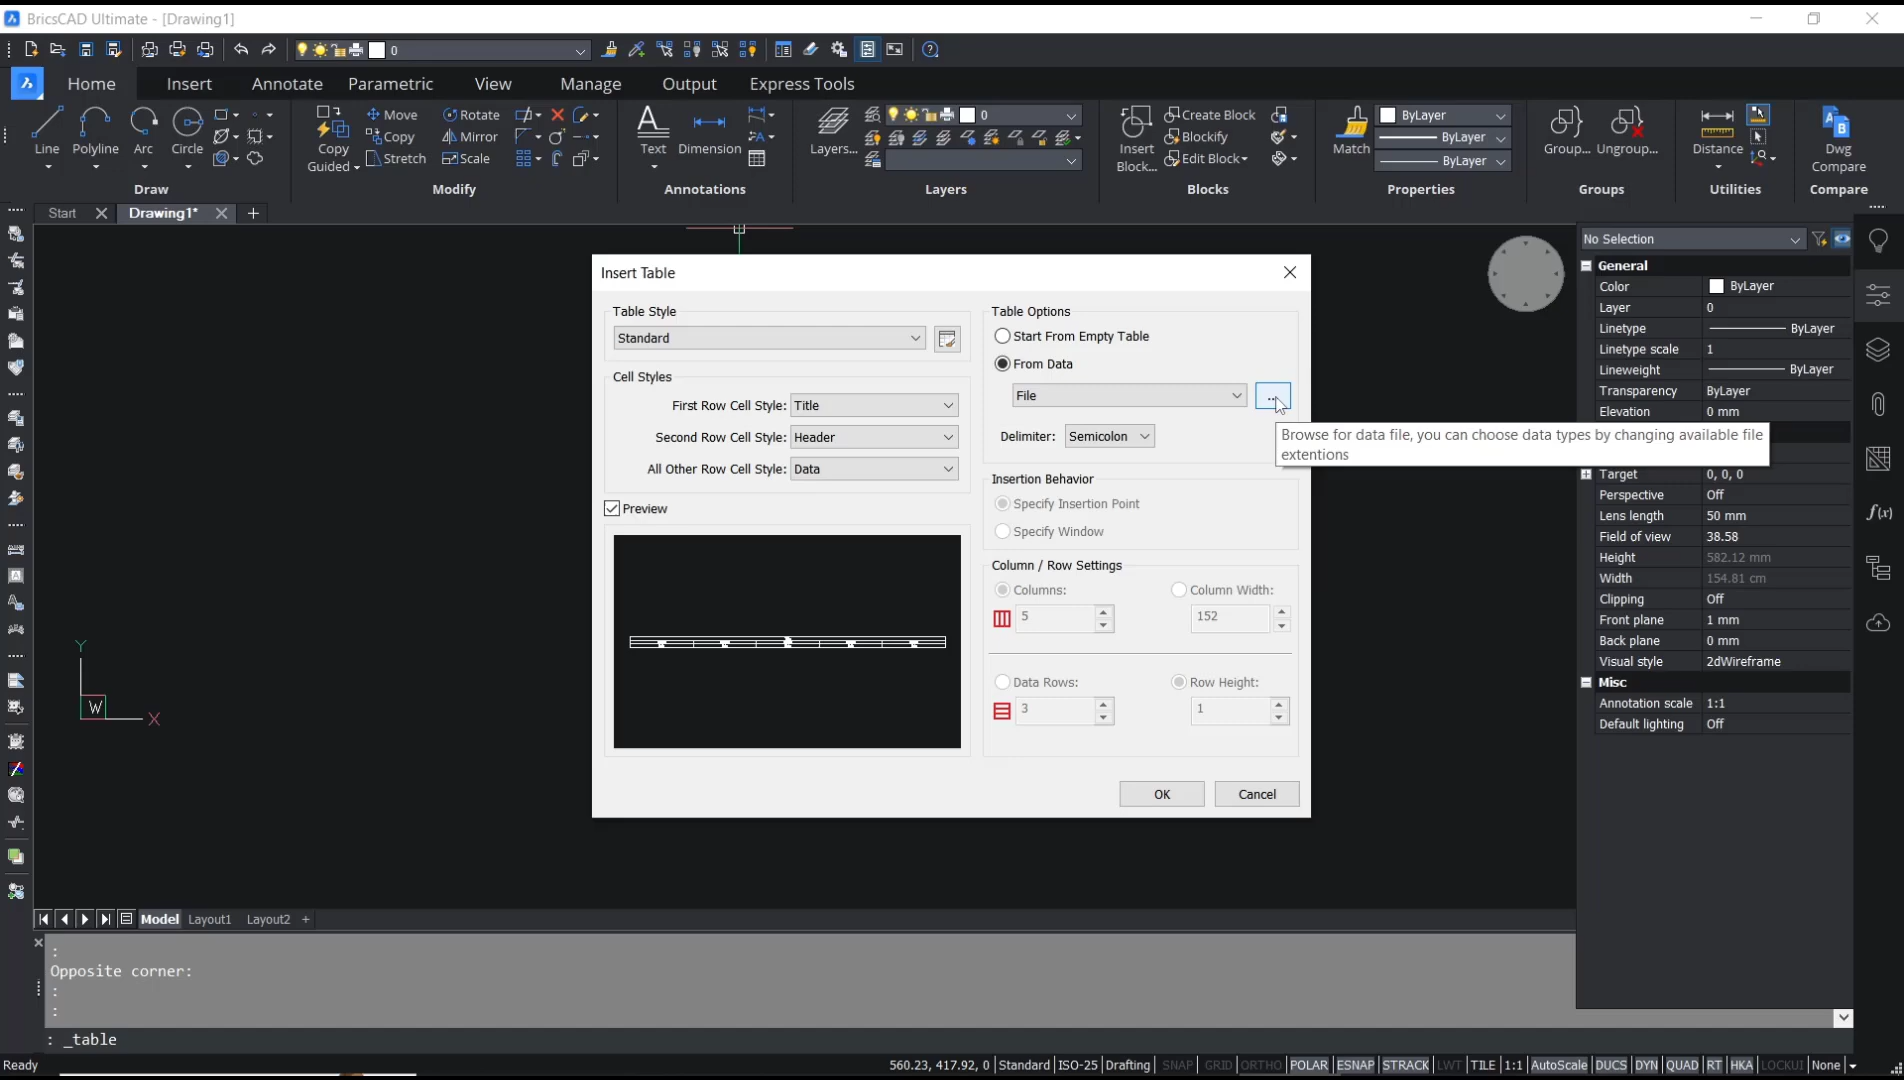 BricsCAD Ultimate - [Drawing1]
0
Home Insert Annotate Parametric View Manage Output Express Tools
Line Polyline Arc Circle
Draw
Copy Guided
Move Rotate
Copy Mirror
Stretch Scale
Modify
Text Dimension
Annotations
Layers...
0
Layers
Insert Block...
Create Block
Blockify
Edit Block
Blocks
Match
ByLayer
ByLayer
ByLayer
Properties
Group... Ungroup...
Groups
Distance
Utilities
Dwg Compare
Compare
Start Drawing1*
Insert Table
Table Style
Standard
Cell Styles
First Row Cell Style: Title
Second Row Cell Style: Header
All Other Row Cell Style: Data
Preview
Table Options
Start From Empty Table
From Data
File ...
Delimiter: Semicolon
Browse for data file, you can choose data types by changing available file
extentions
Insertion Behavior
Specify Insertion Point
Specify Window
Column / Row Settings
Columns: Column Width:
5 152
Data Rows: Row Height:
3 1
OK Cancel
No Selection
General
Color ByLayer
Layer 0
Linetype ByLayer
Linetype scale 1
Lineweight ByLayer
Transparency ByLayer
Elevation 0 mm
Target 0, 0, 0
Perspective Off
Lens length 50 mm
Field of view 38.58
Height 582.12 mm
Width 154.81 cm
Clipping Off
Front plane 1 mm
Back plane 0 mm
Visual style 2dWireframe
Misc
Annotation scale 1:1
Default lighting Off
f(x)
Y
W X
Model Layout1 Layout2 +
:
Opposite corner:
:
:
: _table
Ready 560.23, 417.92, 0 Standard ISO-25 Drafting SNAP GRID ORTHO POLAR ESNAP STRACK LWT TILE 1:1 AutoScale DUCS DYN QUAD RT HKA LOCKUI None